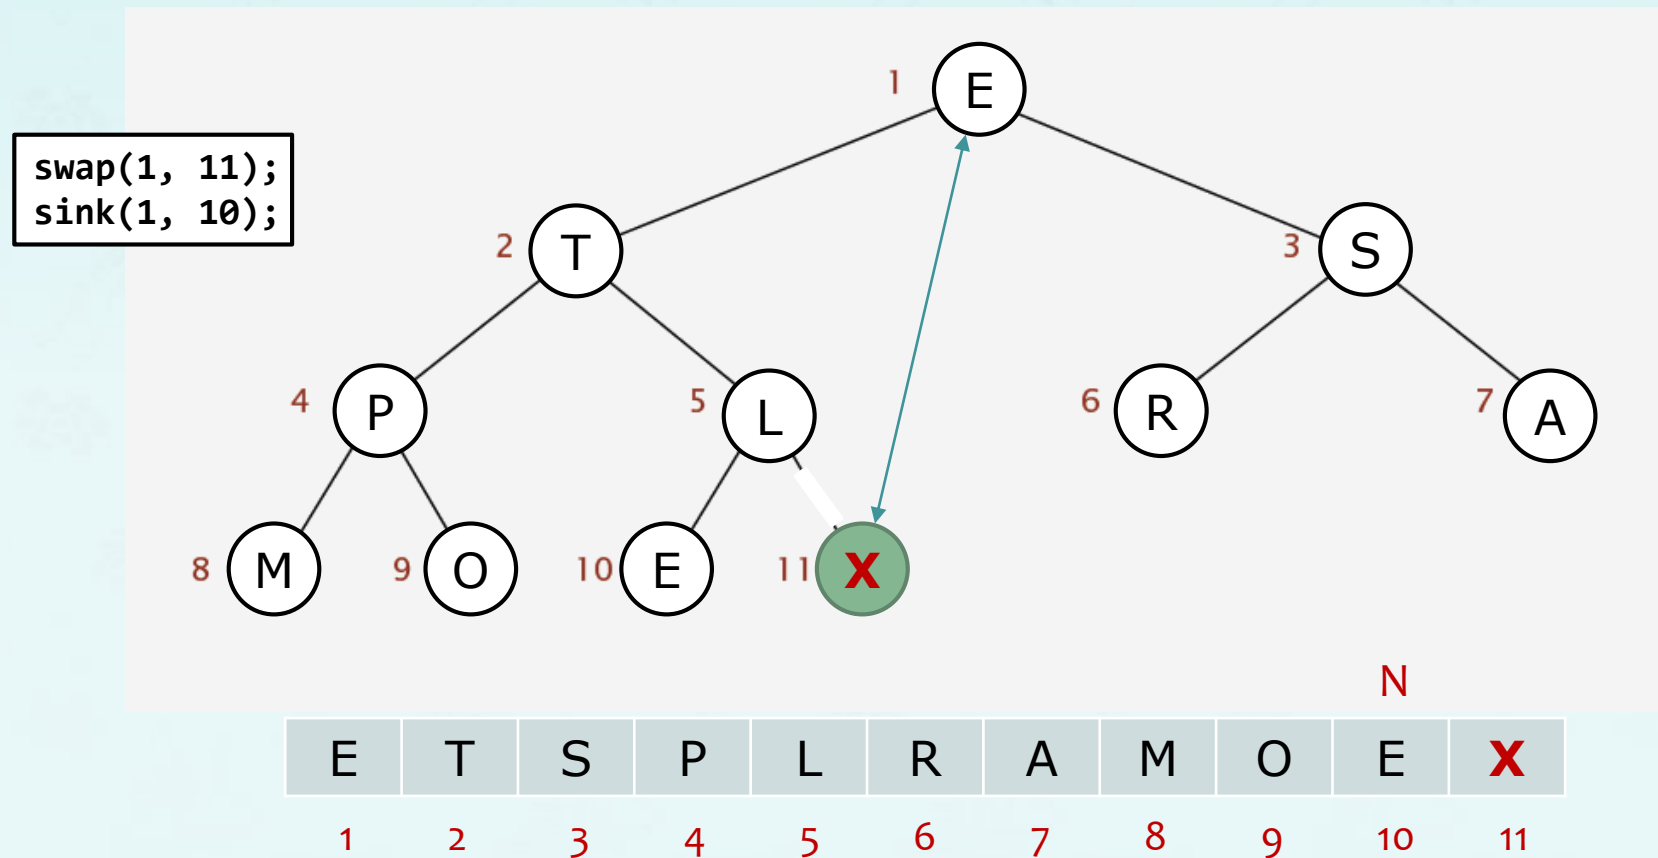 swap(1, 11);
sink(1, 10);
1 E
2 T 3 S
4 P 5 L 6 R 7 A
8 M 9 O 10 E 11 X
N
E T S P L R A M O E X
1 2 3 4 5 6 7 8 9 10 11